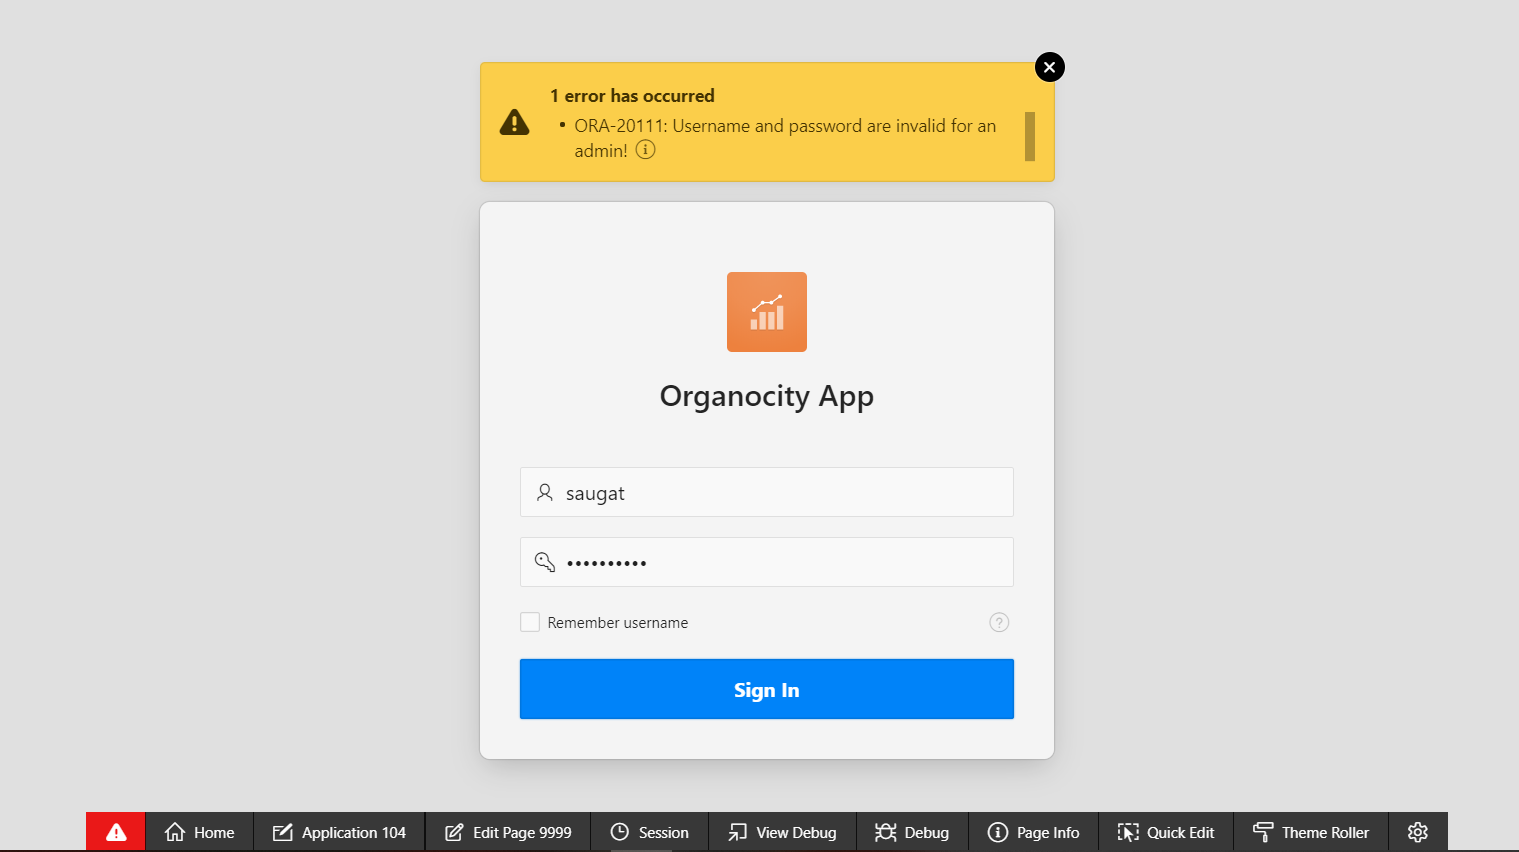 1 error has occurred
• ORA-20111: Username and password are invalid for an
admin!
Organocity App
saugat
••••••••••
Remember username
Sign In
Home Application 104 Edit Page 9999 Session View Debug Debug Page Info Quick Edit Theme Roller